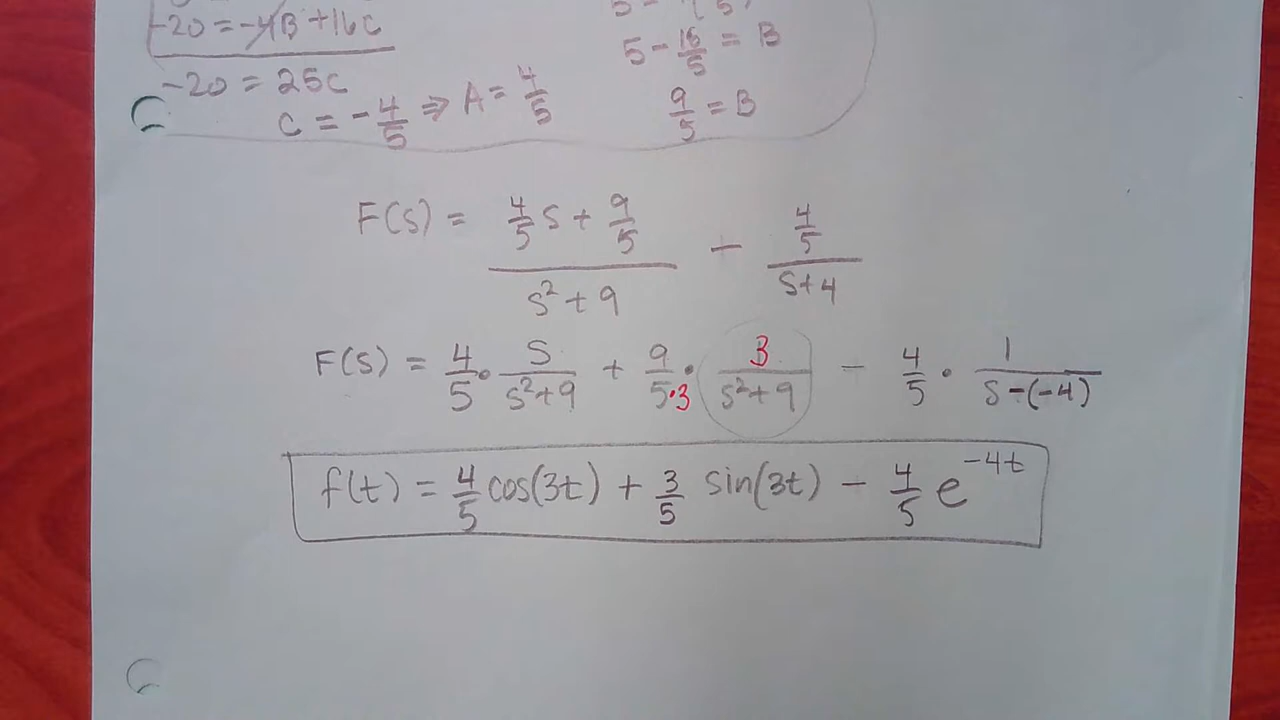 -20 = -4B + 16C
-20 = 25C
C = -4/5 ⇒ A = 4/5
5 - 16/5 = B
9/5 = B
F(s) = (4/5 s + 9/5)/(s² + 9) - (4/5)/(s+4)
F(s) = 4/5 • s/(s²+9) + 9/(5•3) • 3/(s²+9) - 4/5 • 1/(s-(-4))
f(t) = 4/5 cos(3t) + 3/5 sin(3t) - 4/5 e^(-4t)